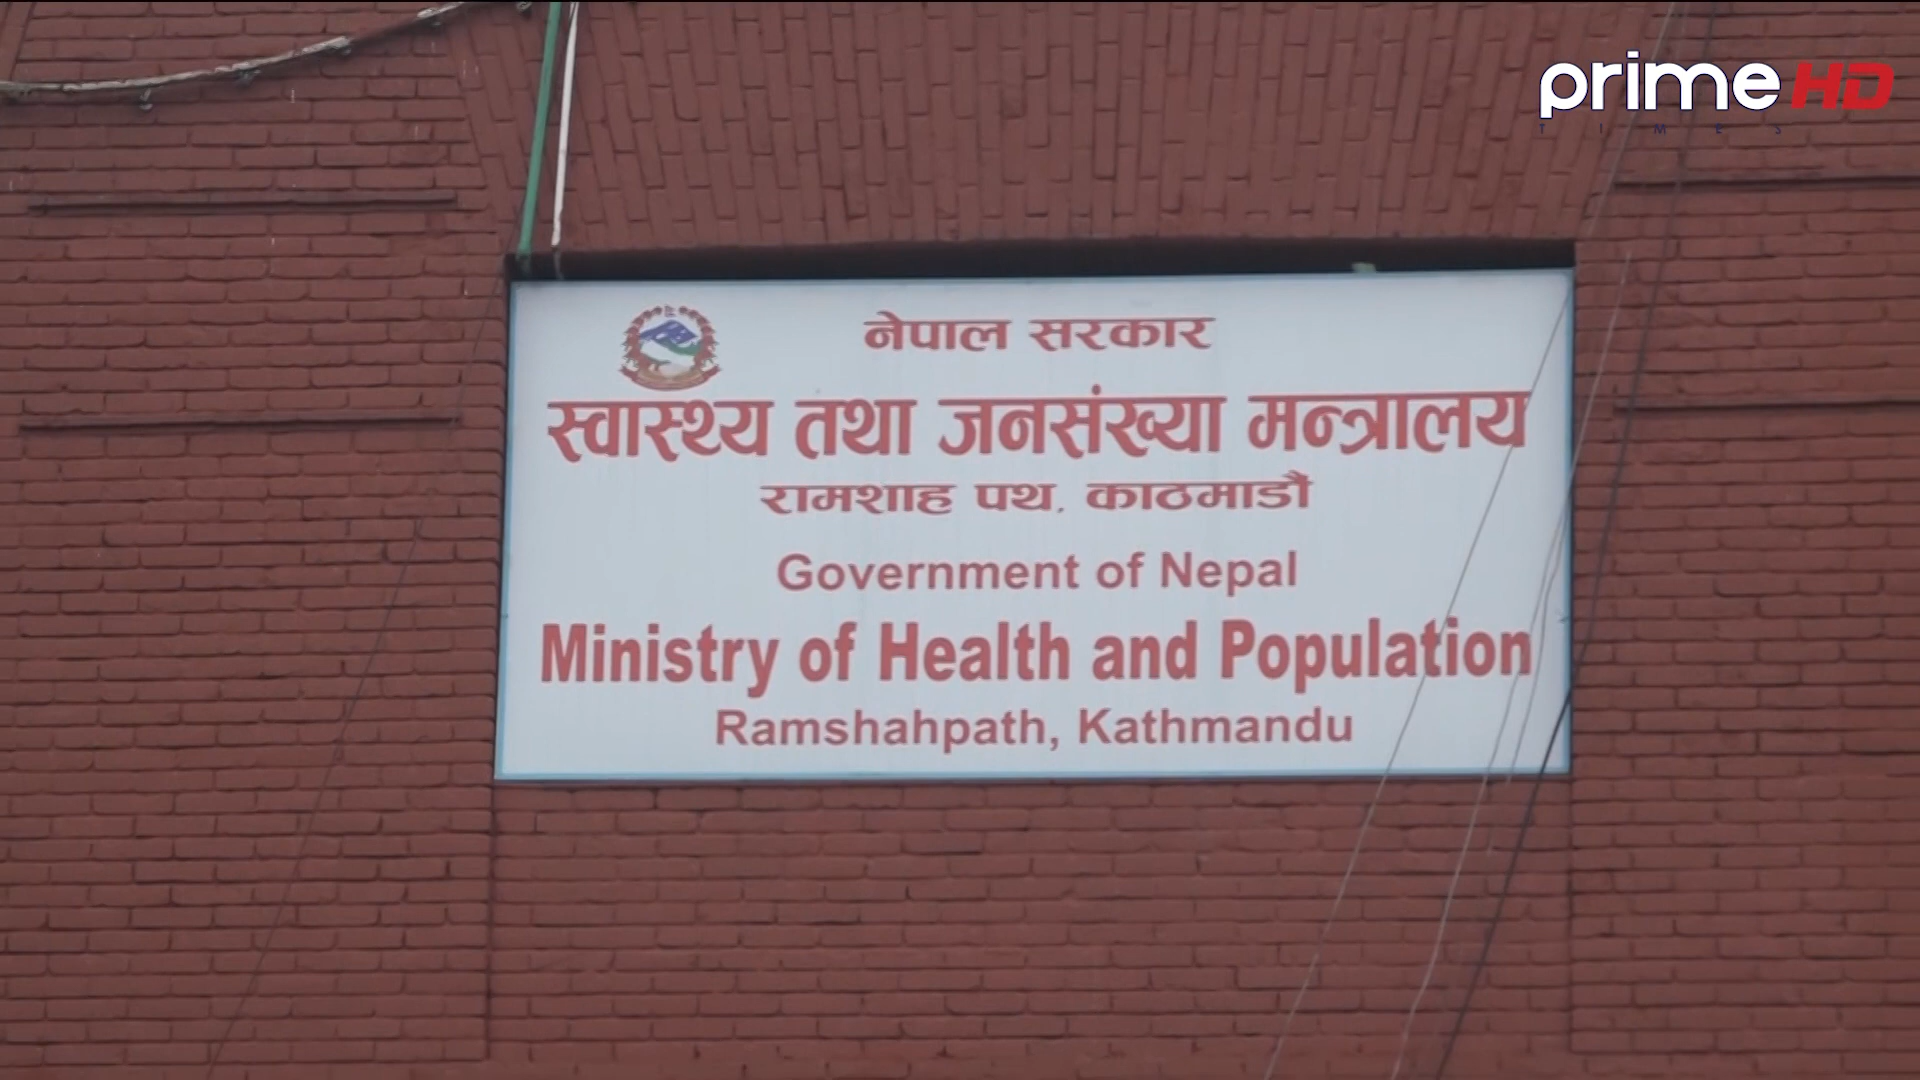 prime HD
TIMES
नेपाल सरकार
स्वास्थ्य तथा जनसंख्या मन्त्रालय
रामशाह पथ, काठमाडौं
Government of Nepal
Ministry of Health and Population
Ramshahpath, Kathmandu